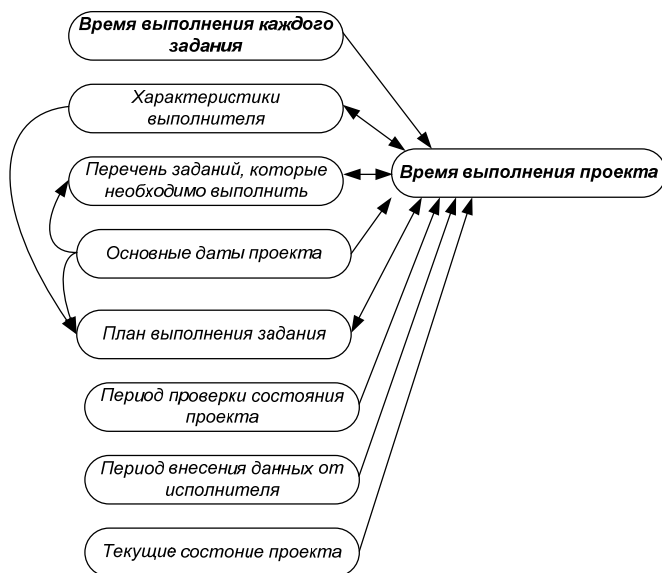 Время выполнения каждого
задания
Характеристики
выполнителя
Перечень заданий, которые
необходимо выполнить
Время выполнения проекта
Основные даты проекта
План выполнения задания
Период проверки состояния
проекта
Период внесения данных от
исполнителя
Текущие состоние проекта